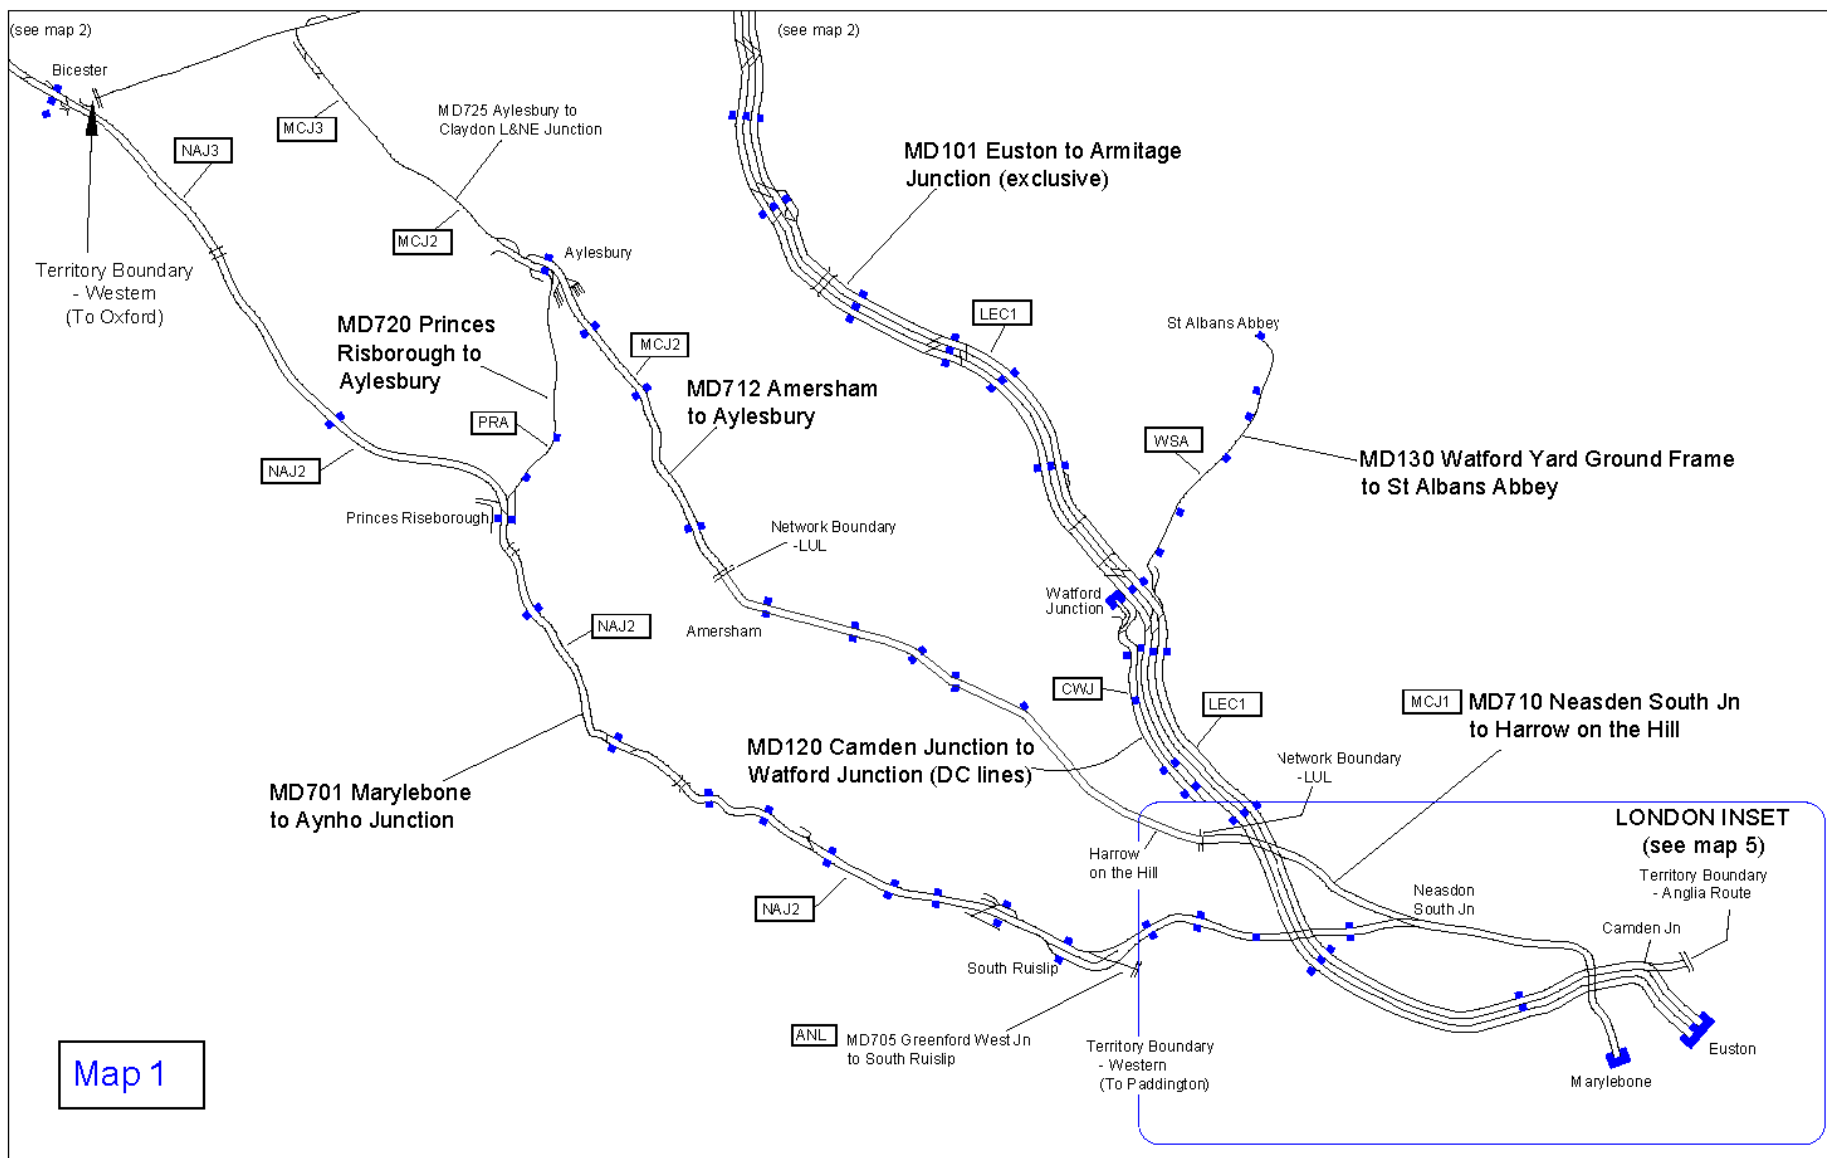 (see map 2)
(see map 2)
Bicester
MD725 Aylesbury to
Claydon L&NE Junction
MCJ3
NAJ3
MD101 Euston to Armitage
Junction (exclusive)
MCJ2
Aylesbury
Territory Boundary
- Western
(To Oxford)
LEC1
St Albans Abbey
MD720 Princes
Risborough to
Aylesbury
MCJ2
MD712 Amersham
to Aylesbury
PRA
WSA
MD130 Watford Yard Ground Frame
to St Albans Abbey
NAJ2
Princes Riseborough
Network Boundary
-LUL
Watford
Junction
NAJ2
Amersham
CWJ
LEC1
MCJ1
MD710 Neasden South Jn
to Harrow on the Hill
MD120 Camden Junction to
Watford Junction (DC lines)
Network Boundary
-LUL
MD701 Marylebone
to Aynho Junction
LONDON INSET
(see map 5)
Harrow
on the Hill
Territory Boundary
- Anglia Route
NAJ2
Neasdon
South Jn
Camden Jn
South Ruislip
ANL
MD705 Greenford West Jn
to South Ruislip
Territory Boundary
- Western
(To Paddington)
Euston
Marylebone
Map 1